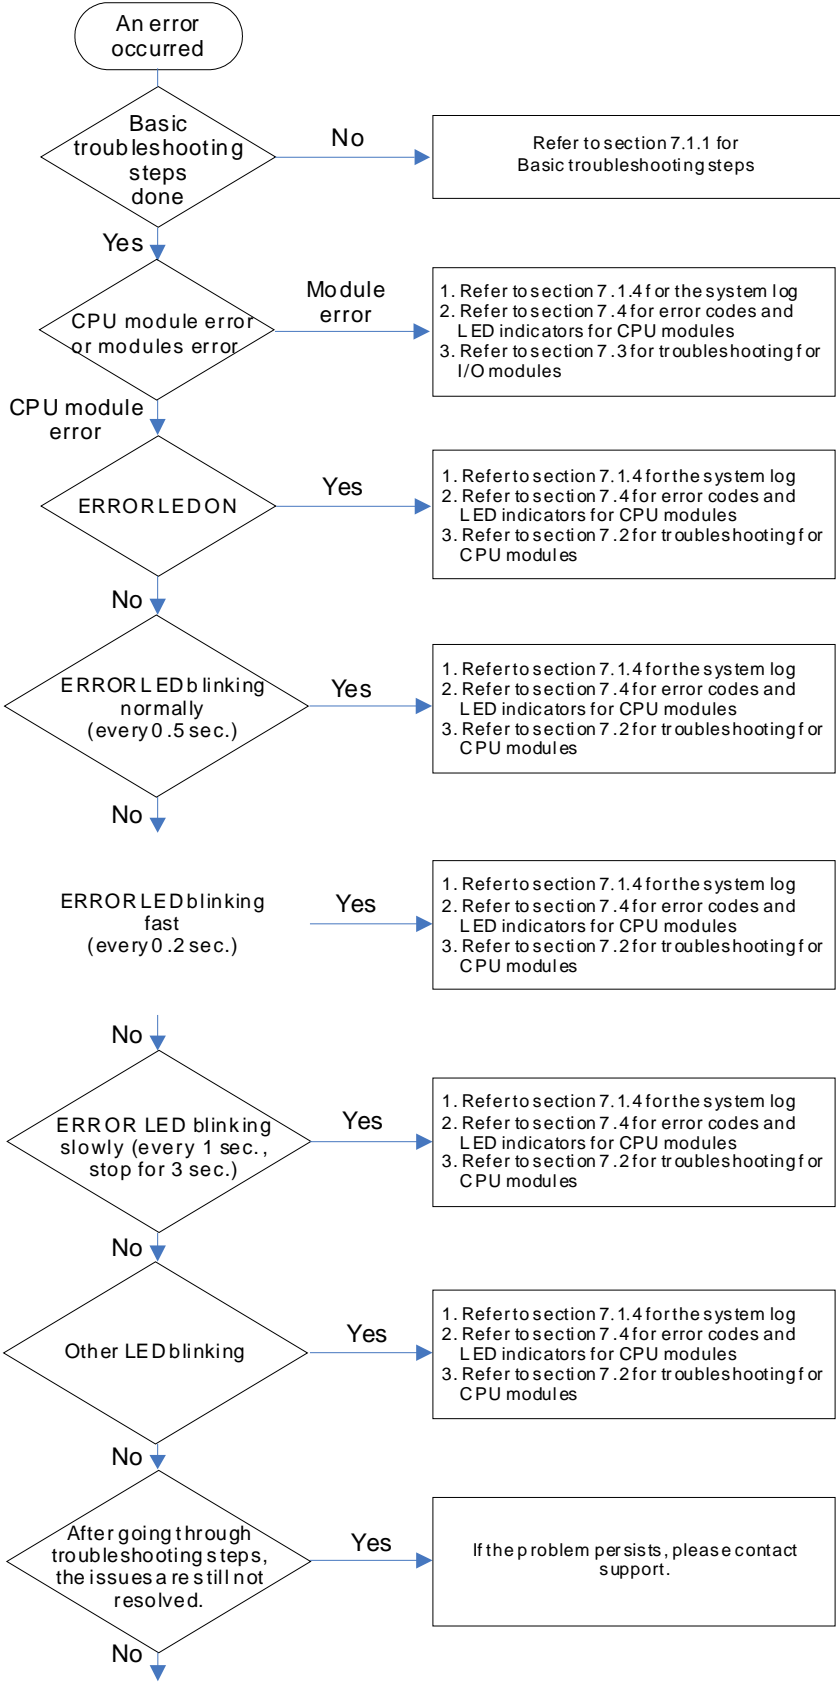 An error
occurred
Basic
troubleshooting
steps
done
No
Refer to section 7.1.1 for
Basic troubleshooting steps
Yes
CPU module error
or modules error
Module
error
1. Refer to section 7.1.4 for the system log
2. Refer to section 7.4 for error codes and
LED indicators for CPU modules
3. Refer to section 7.3 for troubleshooting for
I/O modules
CPU module
error
ERROR LED ON
Yes
1. Refer to section 7.1.4 for the system log
2. Refer to section 7.4 for error codes and
LED indicators for CPU modules
3. Refer to section 7.2 for troubleshooting for
CPU modules
No
ERROR LED blinking
normally
(every 0.5 sec.)
Yes
1. Refer to section 7.1.4 for the system log
2. Refer to section 7.4 for error codes and
LED indicators for CPU modules
3. Refer to section 7.2 for troubleshooting for
CPU modules
No
ERROR LED blinking
fast
(every 0.2 sec.)
Yes
1. Refer to section 7.1.4 for the system log
2. Refer to section 7.4 for error codes and
LED indicators for CPU modules
3. Refer to section 7.2 for troubleshooting for
CPU modules
No
ERROR LED blinking
slowly (every 1 sec.,
stop for 3 sec.)
Yes
1. Refer to section 7.1.4 for the system log
2. Refer to section 7.4 for error codes and
LED indicators for CPU modules
3. Refer to section 7.2 for troubleshooting for
CPU modules
No
Other LED blinking
Yes
1. Refer to section 7.1.4 for the system log
2. Refer to section 7.4 for error codes and
LED indicators for CPU modules
3. Refer to section 7.2 for troubleshooting for
CPU modules
No
After going through
troubleshooting steps,
the issues are still not
resolved.
Yes
If the problem persists, please contact
support.
No